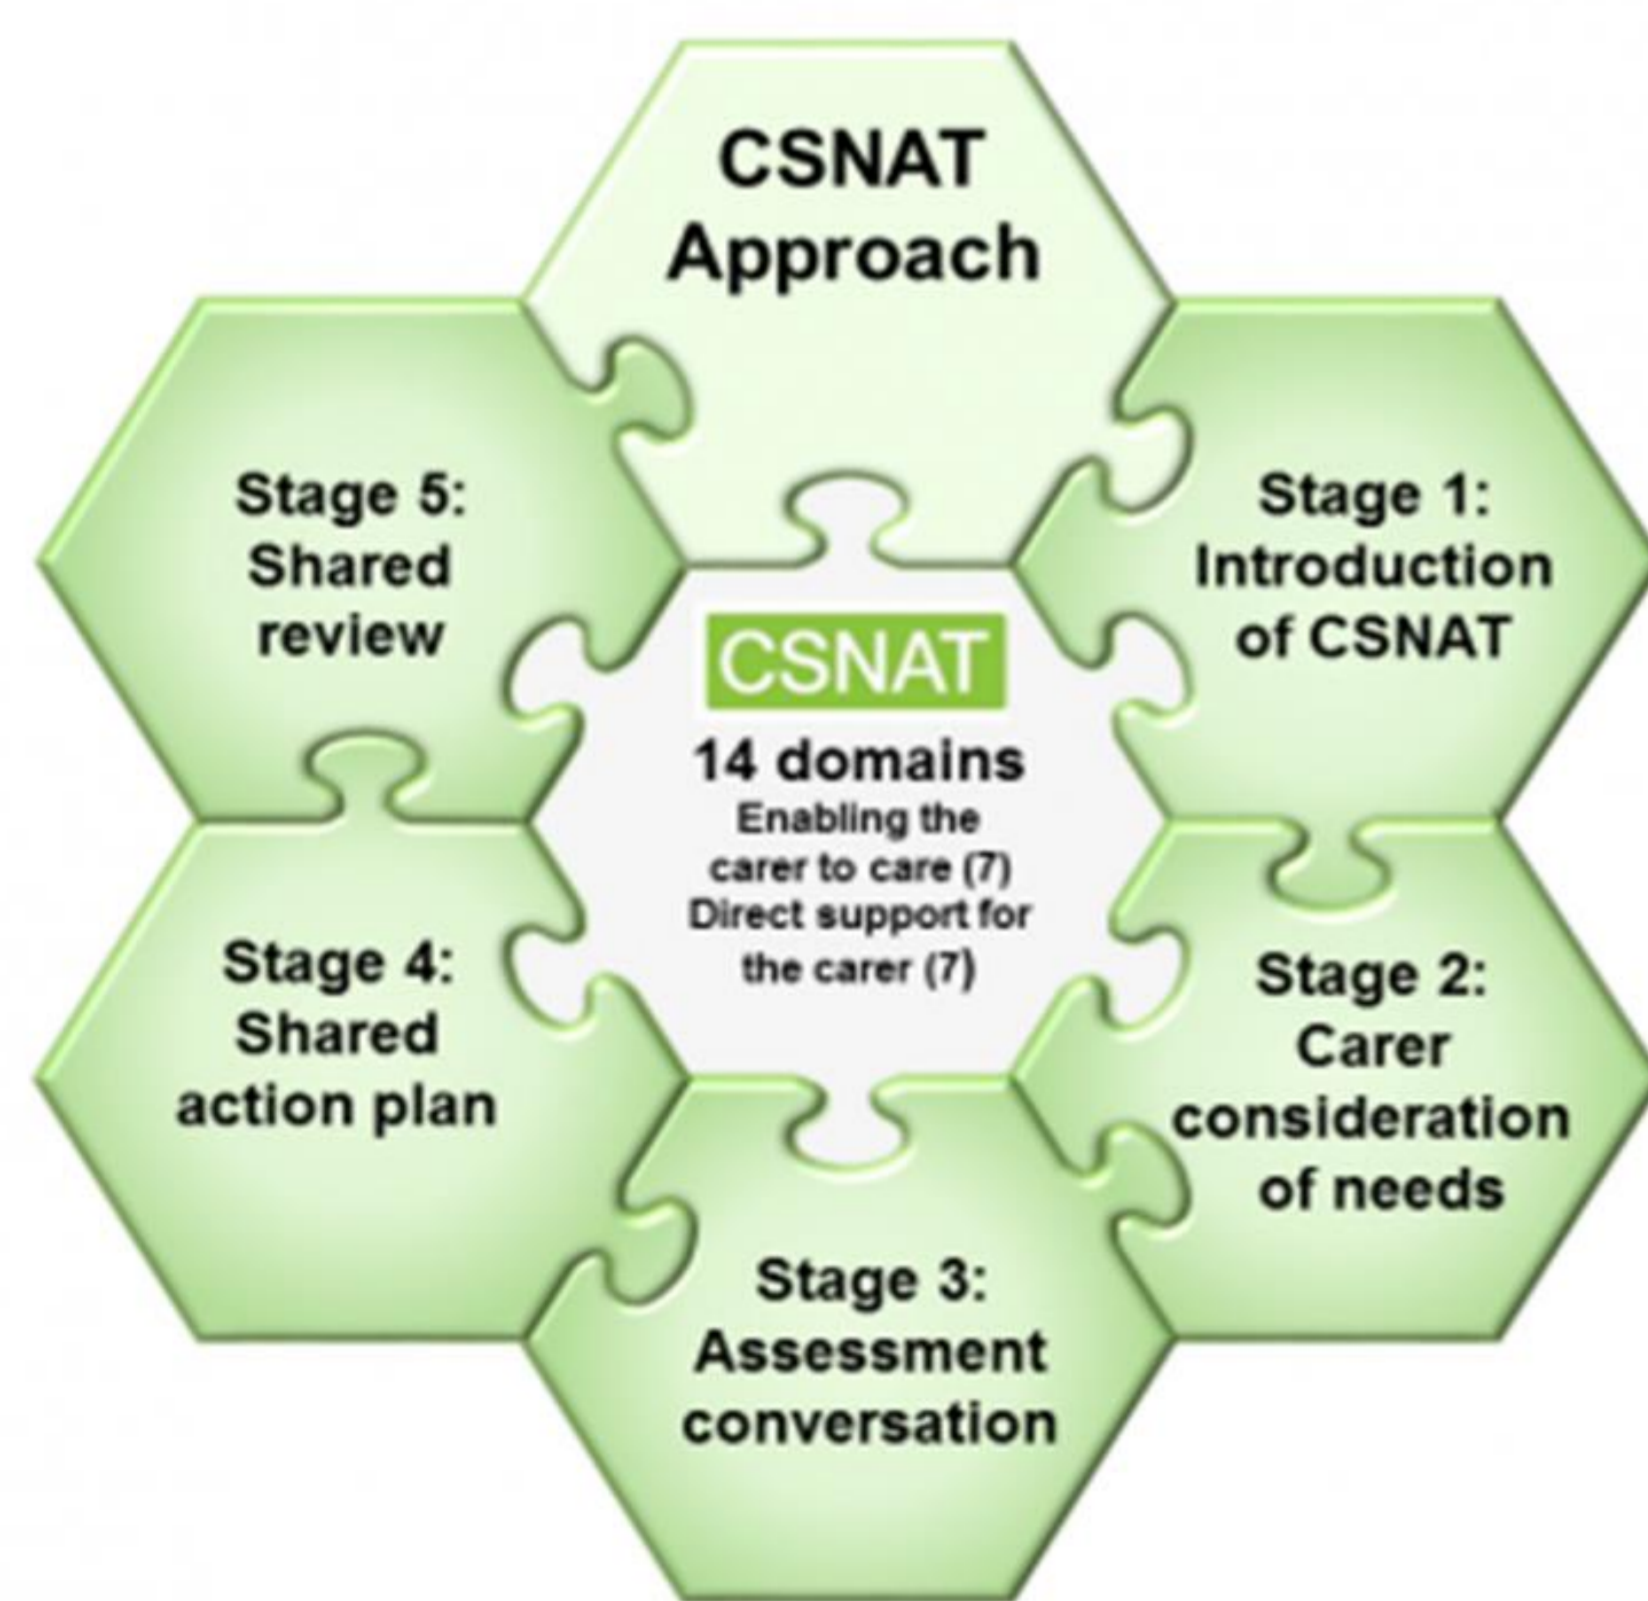 CSNAT
Approach
Stage 1:
Introduction
of CSNAT
Stage 2:
Carer
consideration
of needs
Stage 3:
Assessment
conversation
Stage 4:
Shared
action plan
Stage 5:
Shared
review
CSNAT
14 domains
Enabling the
carer to care (7)
Direct support for
the carer (7)